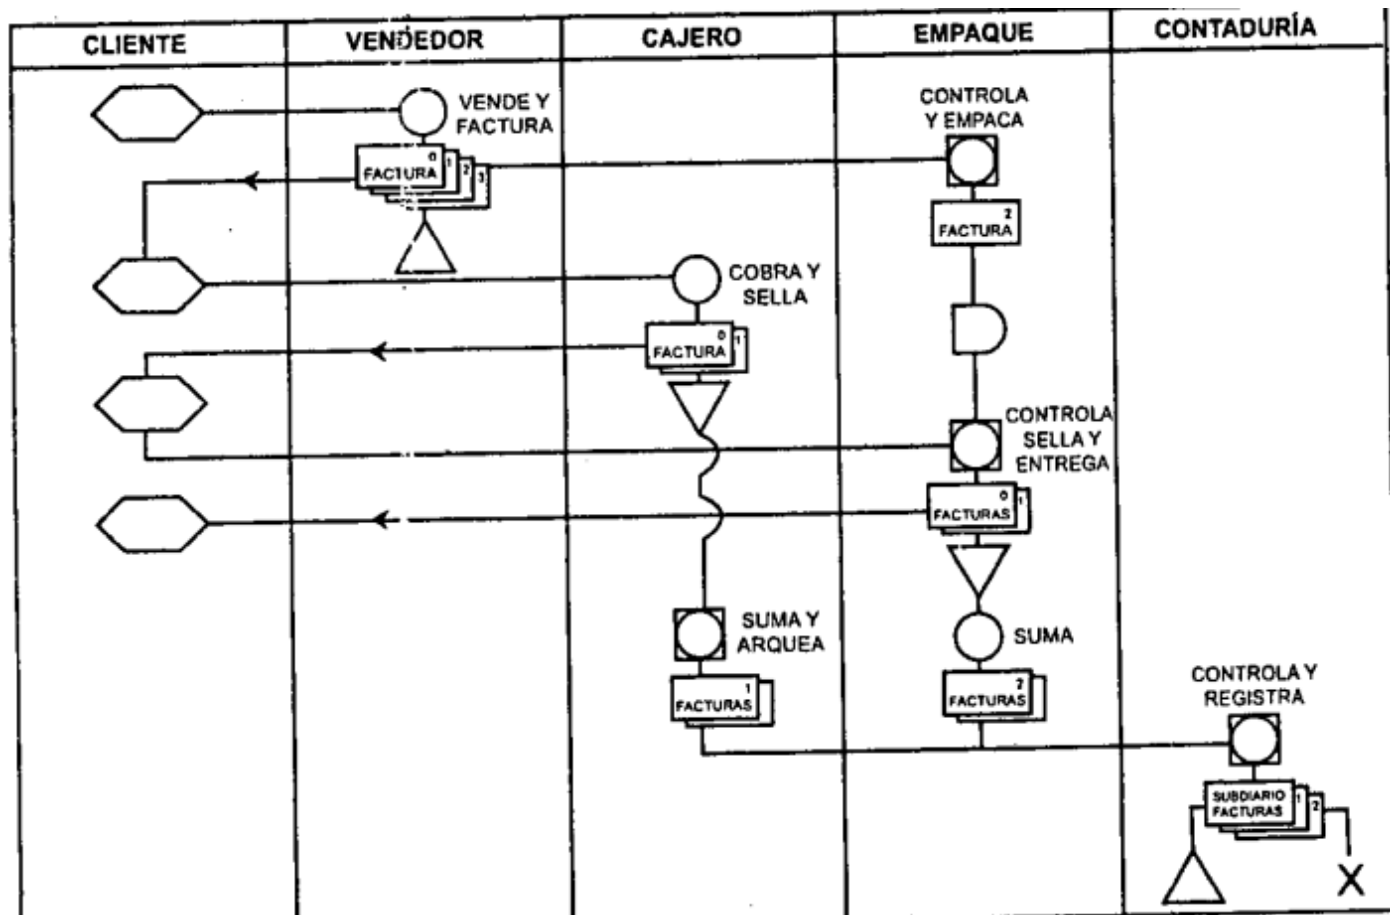 CLIENTE
VENDEDOR
CAJERO
EMPAQUE
CONTADURÍA
VENDE Y
FACTURA
CONTROLA
Y EMPACA
0
1
2
3
FACTURA
2
FACTURA
COBRA Y
SELLA
0
1
FACTURA
CONTROLA
SELLA Y
ENTREGA
0
1
FACTURAS
SUMA Y
ARQUEA
SUMA
1
FACTURAS
2
FACTURAS
CONTROLA Y
REGISTRA
SUBDIARIO
FACTURAS
1
2
X